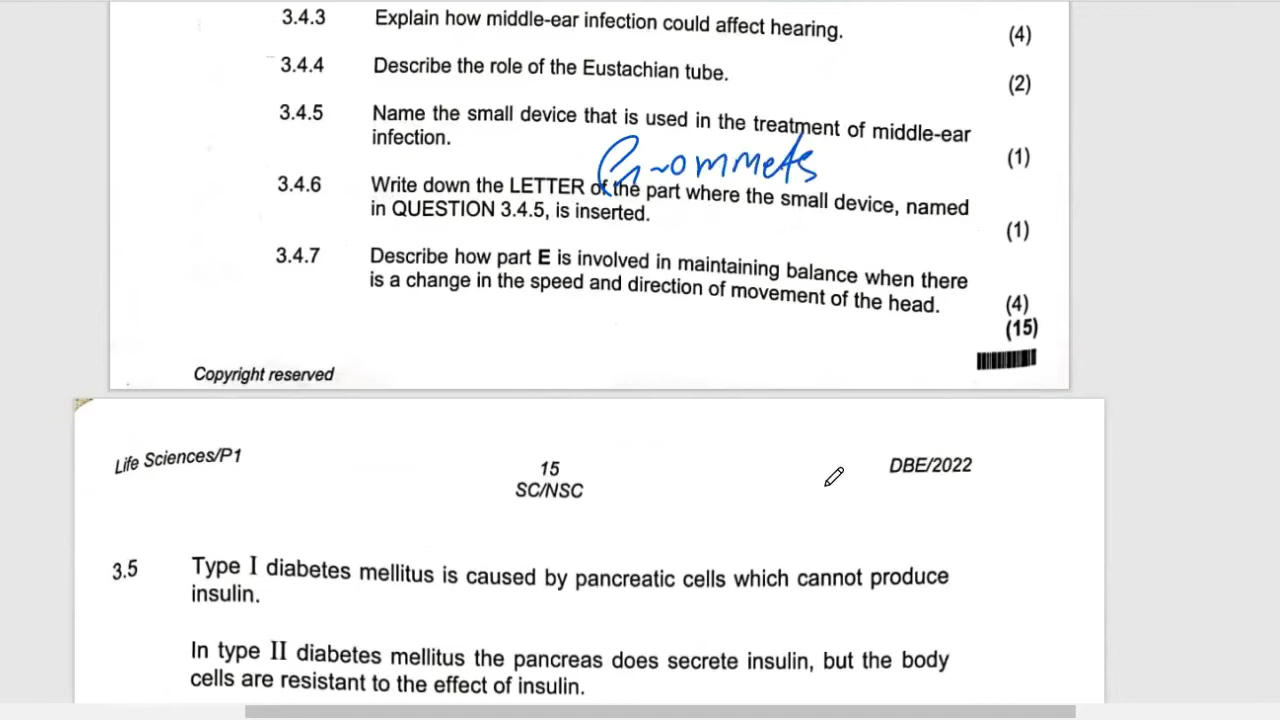 3.4.3 Explain how middle-ear infection could affect hearing. (4)
3.4.4 Describe the role of the Eustachian tube. (2)
3.4.5 Name the small device that is used in the treatment of middle-ear
infection. (1)
Grommets
3.4.6 Write down the LETTER of the part where the small device, named
in QUESTION 3.4.5, is inserted. (1)
3.4.7 Describe how part E is involved in maintaining balance when there
is a change in the speed and direction of movement of the head. (4)
(15)
Copyright reserved
Life Sciences/P1 15 DBE/2022
SC/NSC
3.5 Type I diabetes mellitus is caused by pancreatic cells which cannot produce
insulin.
In type II diabetes mellitus the pancreas does secrete insulin, but the body
cells are resistant to the effect of insulin.